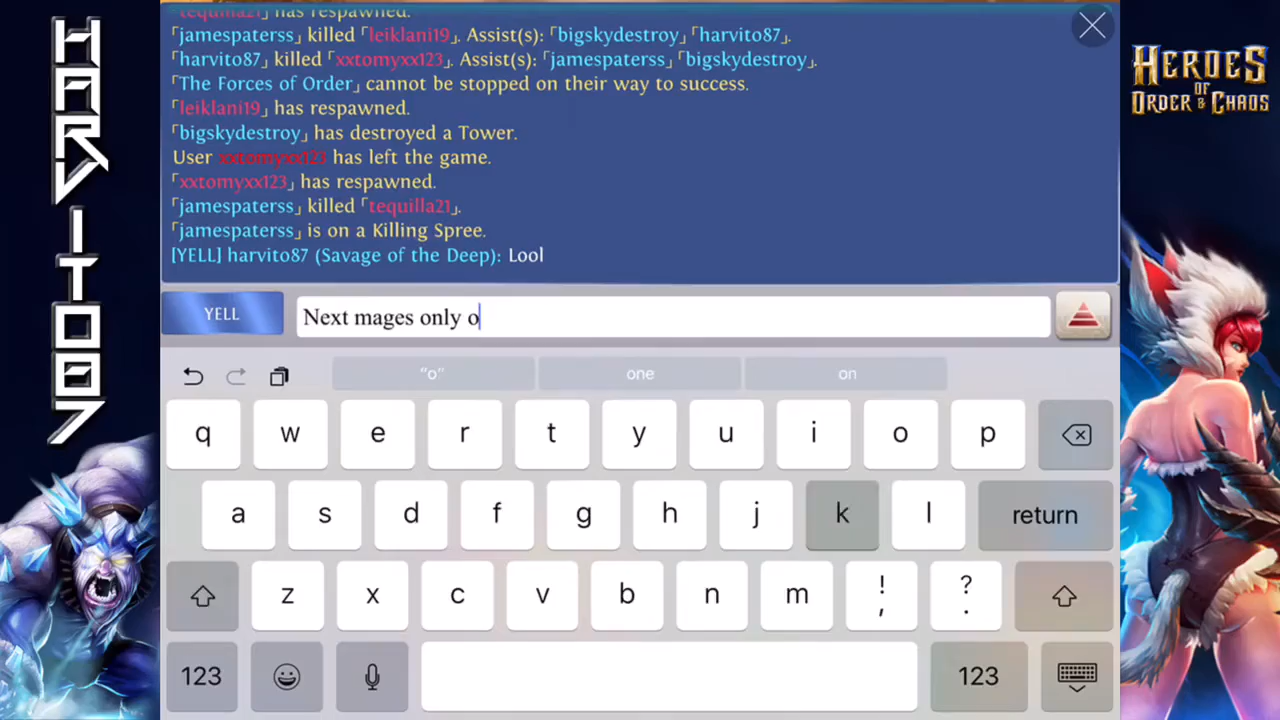 HARVITO87
HEROES
OF
ORDER & CHAOS
tequilla21」 has respawned.
「jamespaterss」 killed 「leiklani19」. Assist(s): 「bigskydestroy」 「harvito87」.
「harvito87」 killed 「xxtomyxx123」. Assist(s): 「jamespaterss」 「bigskydestroy」.
「The Forces of Order」 cannot be stopped on their way to success.
「leiklani19」 has respawned.
「bigskydestroy」 has destroyed a Tower.
User xxtomyxx123 has left the game.
「xxtomyxx123」 has respawned.
「jamespaterss」 killed 「tequilla21」.
「jamespaterss」 is on a Killing Spree.
[YELL] harvito87 (Savage of the Deep): Lool
YELL
Next mages only o
"o" one on
q w e r t y u i o p
a s d f g h j k l return
z x c v b n m ! , ? .
123 123